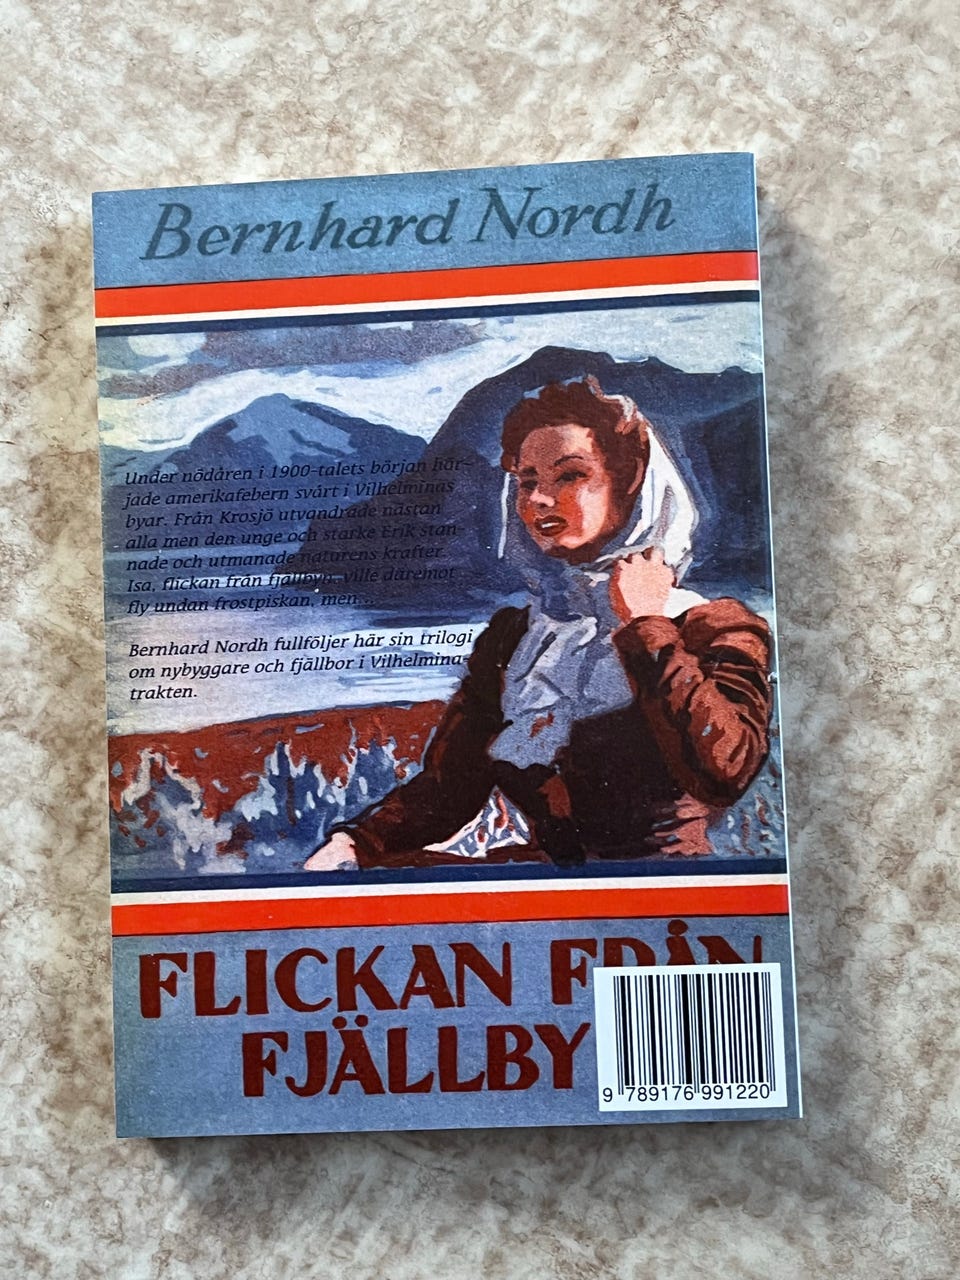 Bernhard Nordh
Under nödåren i 1900-talets början här-
jade amerikafebern svårt i Vilhelminas
byar. Från Krosjö utvandrade nästan
alla men den unge och starke Erik stan-
nade och utmanade naturens krafter.
Isa, flickan från fjällbyn, ville däremot
fly undan frostpiskan, men...
Bernhard Nordh fullföljer här sin trilogi
om nybyggare och fjällbor i Vilhelmina-
trakten.
FLICKAN FRÅN
FJÄLLBY
9 789176 991220